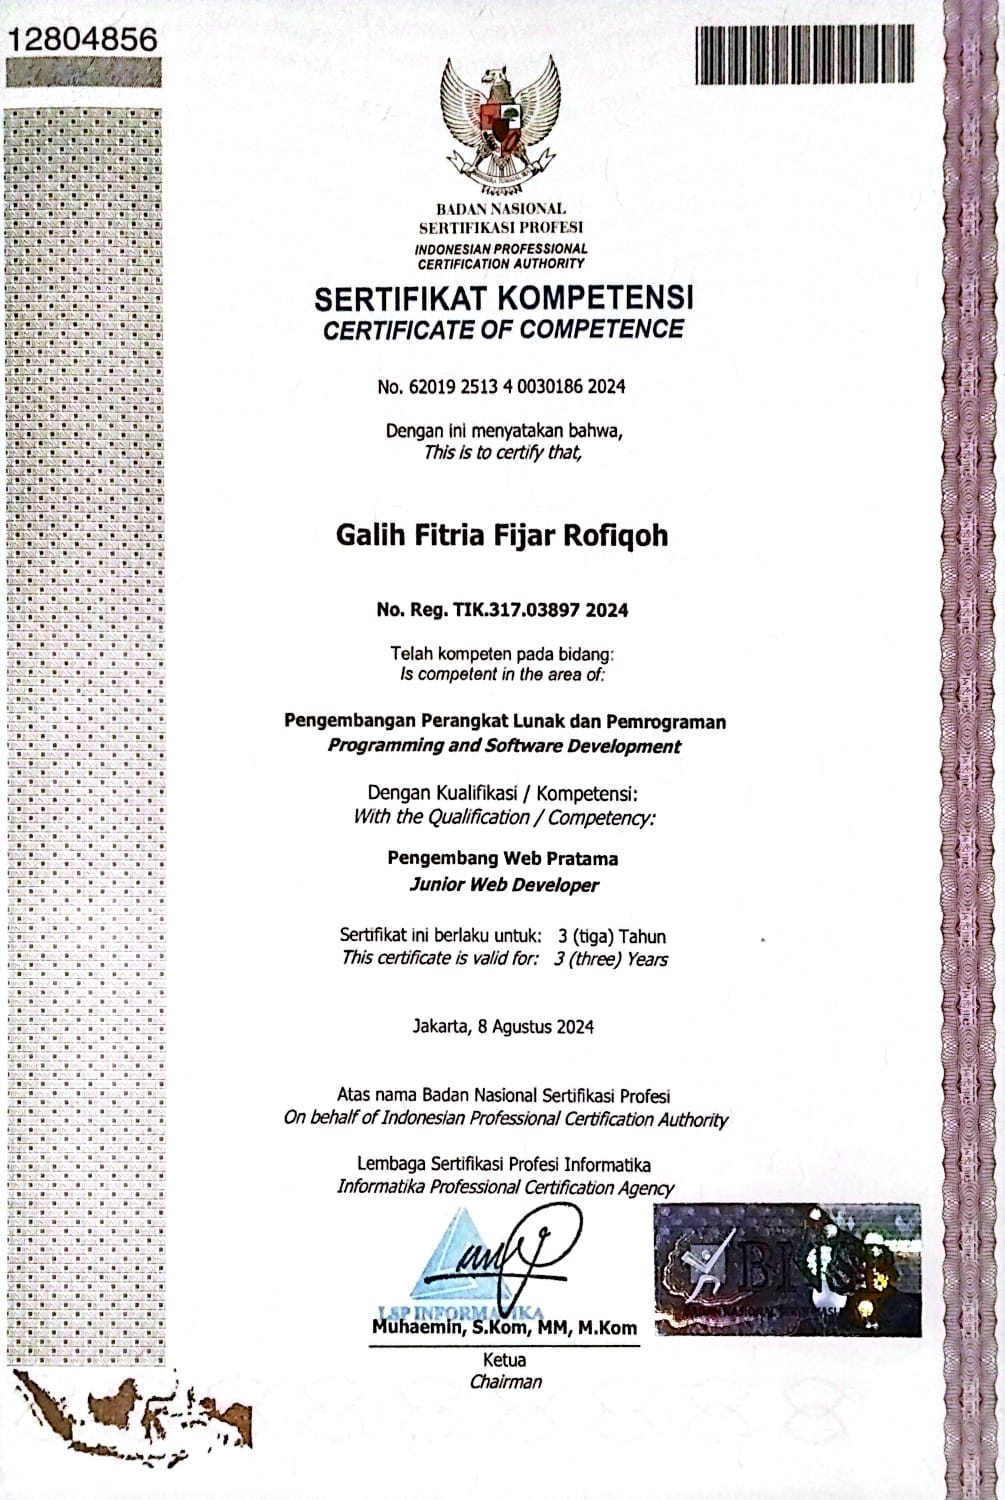 12804856
BADAN NASIONAL
SERTIFIKASI PROFESI
INDONESIAN PROFESSIONAL
CERTIFICATION AUTHORITY
SERTIFIKAT KOMPETENSI
CERTIFICATE OF COMPETENCE
No. 62019 2513 4 0030186 2024
Dengan ini menyatakan bahwa,
This is to certify that,
Galih Fitria Fijar Rofiqoh
No. Reg. TIK.317.03897 2024
Telah kompeten pada bidang:
Is competent in the area of:
Pengembangan Perangkat Lunak dan Pemrograman
Programming and Software Development
Dengan Kualifikasi / Kompetensi:
With the Qualification / Competency:
Pengembang Web Pratama
Junior Web Developer
Sertifikat ini berlaku untuk: 3 (tiga) Tahun
This certificate is valid for: 3 (three) Years
Jakarta, 8 Agustus 2024
Atas nama Badan Nasional Sertifikasi Profesi
On behalf of Indonesian Professional Certification Authority
Lembaga Sertifikasi Profesi Informatika
Informatika Professional Certification Agency
LSP INFORMATIKA
Muhaemin, S.Kom, MM, M.Kom
Ketua
Chairman